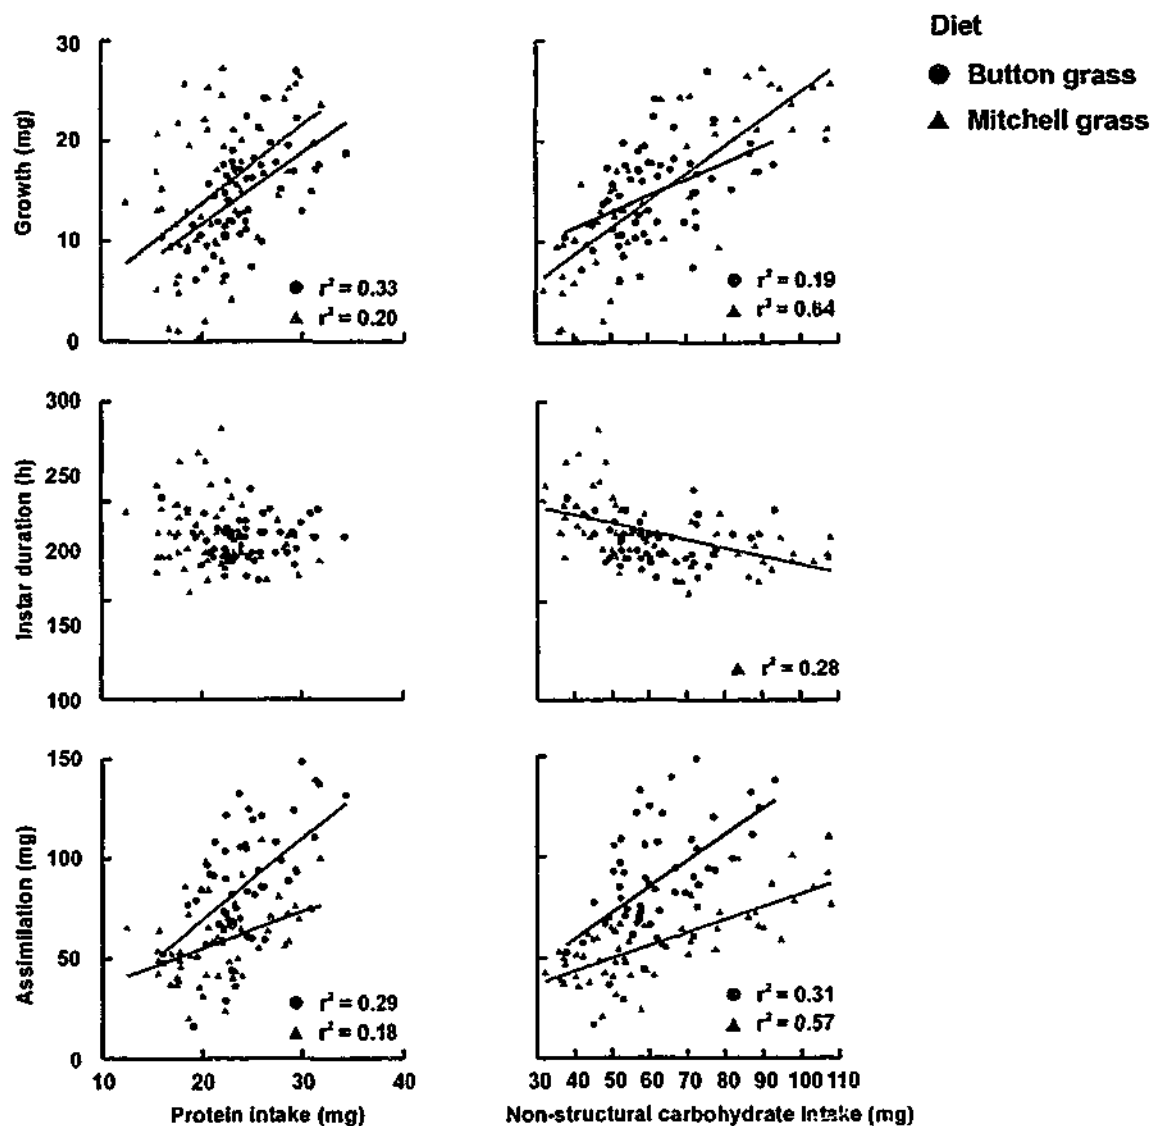 Diet
Button grass
Mitchell grass
30
20
10
0
Growth (mg)
r² = 0.33
r² = 0.20
r² = 0.19
r² = 0.64
300
250
200
150
100
Instar duration (h)
r² = 0.28
150
100
50
0
Assimilation (mg)
r² = 0.29
r² = 0.18
r² = 0.31
r² = 0.57
10 20 30 40
30 40 50 60 70 80 90 100 110
Protein intake (mg)
Non-structural carbohydrate intake (mg)